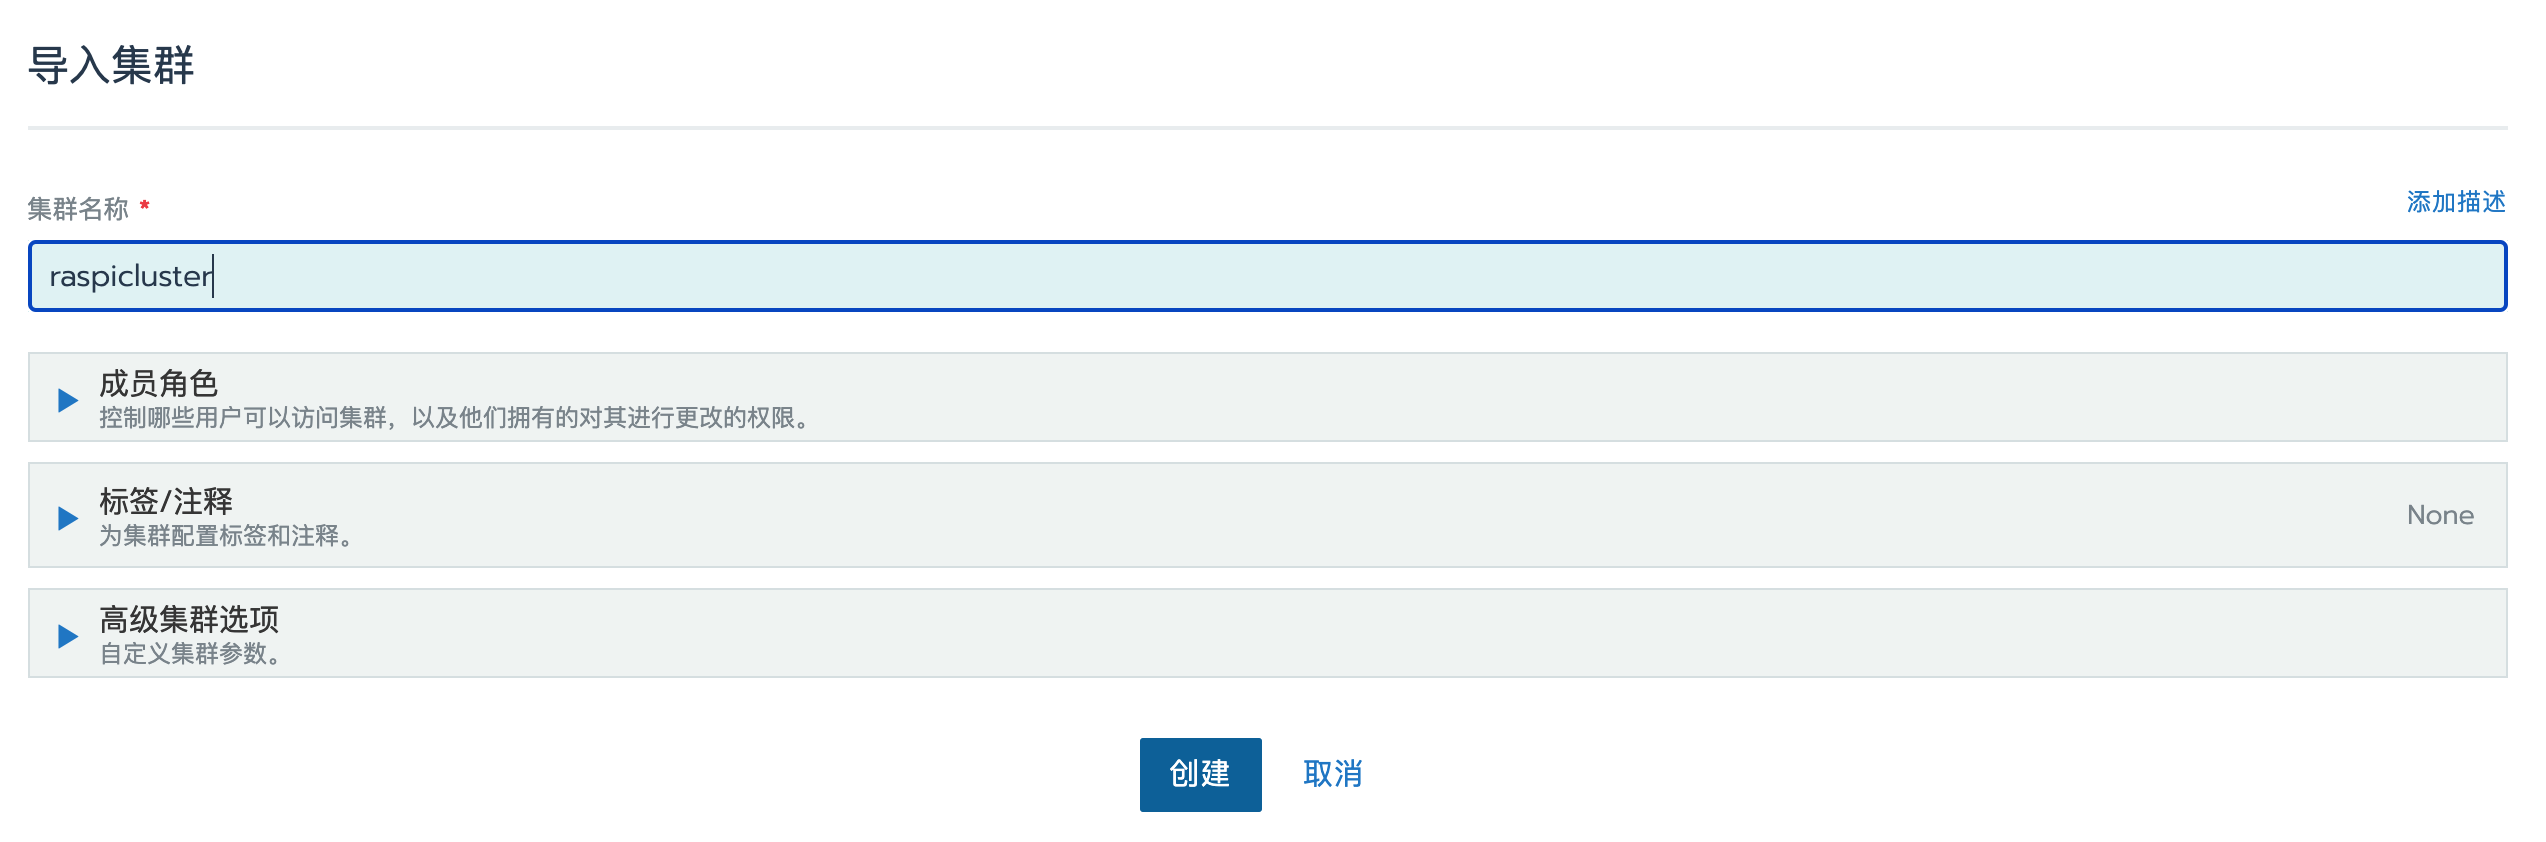 导入集群
集群名称 *
添加描述
raspicluster
成员角色
控制哪些用户可以访问集群，以及他们拥有的对其进行更改的权限。
标签/注释
为集群配置标签和注释。
None
高级集群选项
自定义集群参数。
创建
取消